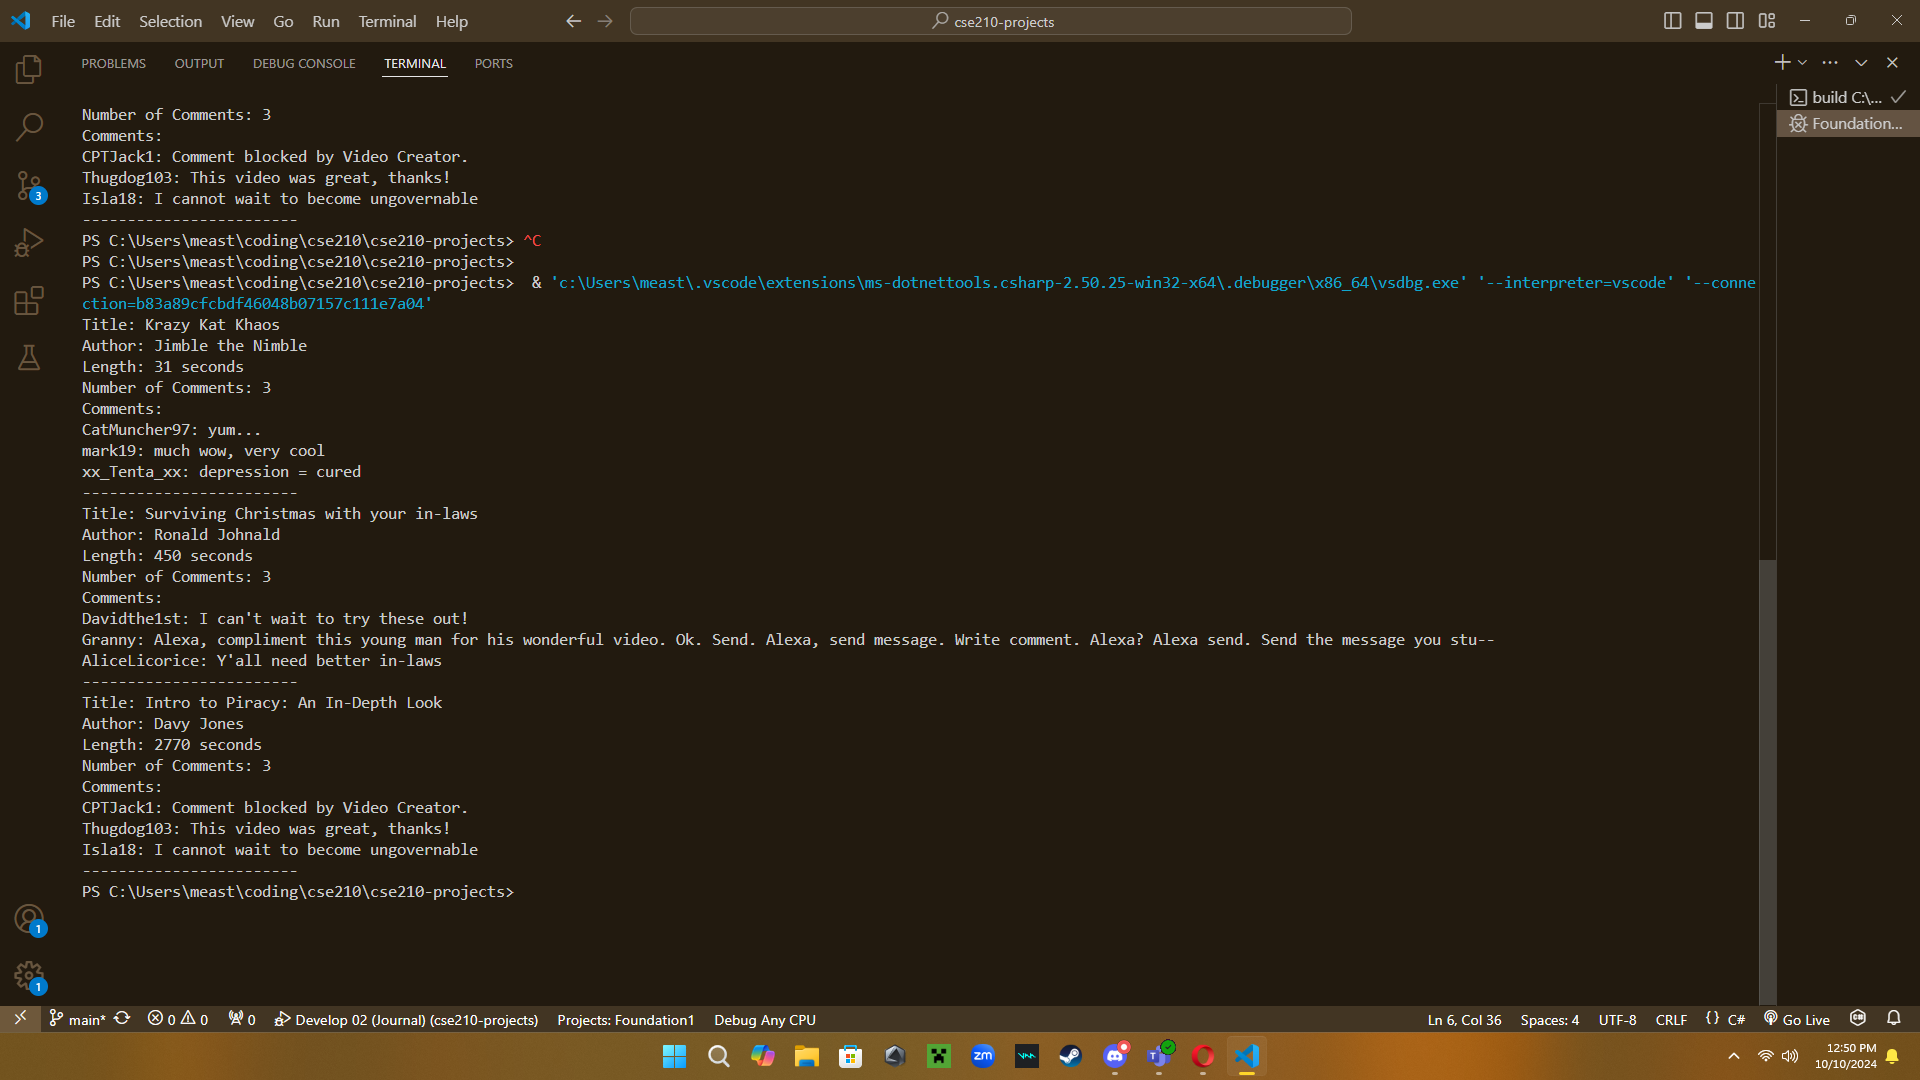 File Edit Selection View Go Run Terminal Help cse210-projects
PROBLEMS OUTPUT DEBUG CONSOLE TERMINAL PORTS
build C:\...
Foundation...
Number of Comments: 3
Comments:
CPTJack1: Comment blocked by Video Creator.
Thugdog103: This video was great, thanks!
Isla18: I cannot wait to become ungovernable
------------------------
PS C:\Users\meast\coding\cse210\cse210-projects> ^C
PS C:\Users\meast\coding\cse210\cse210-projects>
PS C:\Users\meast\coding\cse210\cse210-projects>  & 'c:\Users\meast\.vscode\extensions\ms-dotnettools.csharp-2.50.25-win32-x64\.debugger\x86_64\vsdbg.exe' '--interpreter=vscode' '--conne
ction=b83a89cfcbdf46048b07157c111e7a04'
Title: Krazy Kat Khaos
Author: Jimble the Nimble
Length: 31 seconds
Number of Comments: 3
Comments:
CatMuncher97: yum...
mark19: much wow, very cool
xx_Tenta_xx: depression = cured
------------------------
Title: Surviving Christmas with your in-laws
Author: Ronald Johnald
Length: 450 seconds
Number of Comments: 3
Comments:
Davidthe1st: I can't wait to try these out!
Granny: Alexa, compliment this young man for his wonderful video. Ok. Send. Alexa, send message. Write comment. Alexa? Alexa send. Send the message you stu--
AliceLicorice: Y'all need better in-laws
------------------------
Title: Intro to Piracy: An In-Depth Look
Author: Davy Jones
Length: 2770 seconds
Number of Comments: 3
Comments:
CPTJack1: Comment blocked by Video Creator.
Thugdog103: This video was great, thanks!
Isla18: I cannot wait to become ungovernable
------------------------
PS C:\Users\meast\coding\cse210\cse210-projects>
3
1
1
main* 0 0 0 Develop 02 (Journal) (cse210-projects) Projects: Foundation1 Debug Any CPU Ln 6, Col 36 Spaces: 4 UTF-8 CRLF {} C# Go Live
zm
12:50 PM
10/10/2024